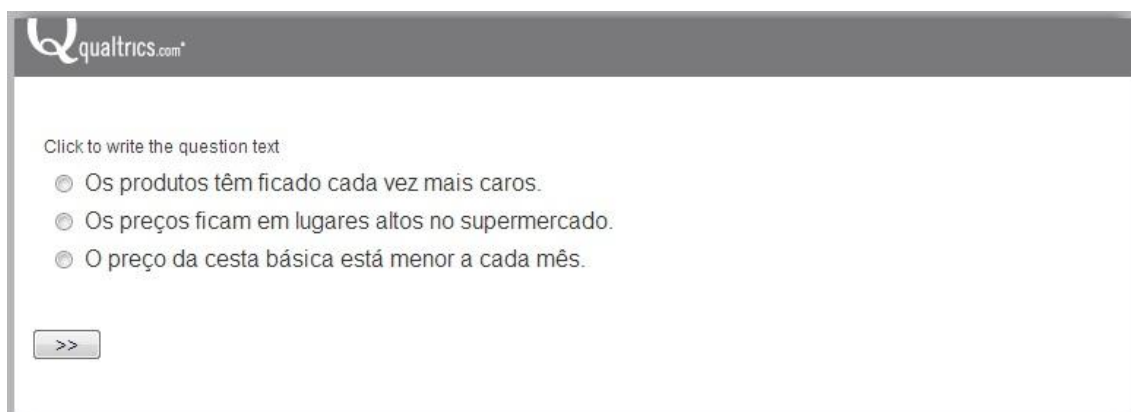 Qualtrics.com
Click to write the question text
Os produtos têm ficado cada vez mais caros.
Os preços ficam em lugares altos no supermercado.
O preço da cesta básica está menor a cada mês.
>>